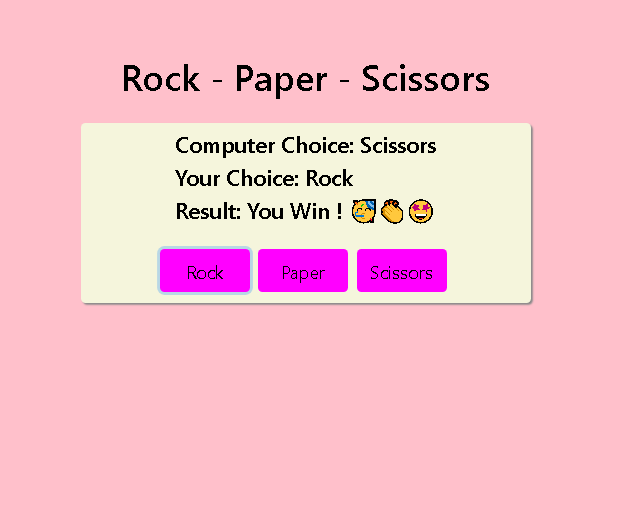 Rock - Paper - Scissors
Computer Choice: Scissors
Your Choice: Rock
Result: You Win ! 🥳👏🤩
Rock Paper Scissors